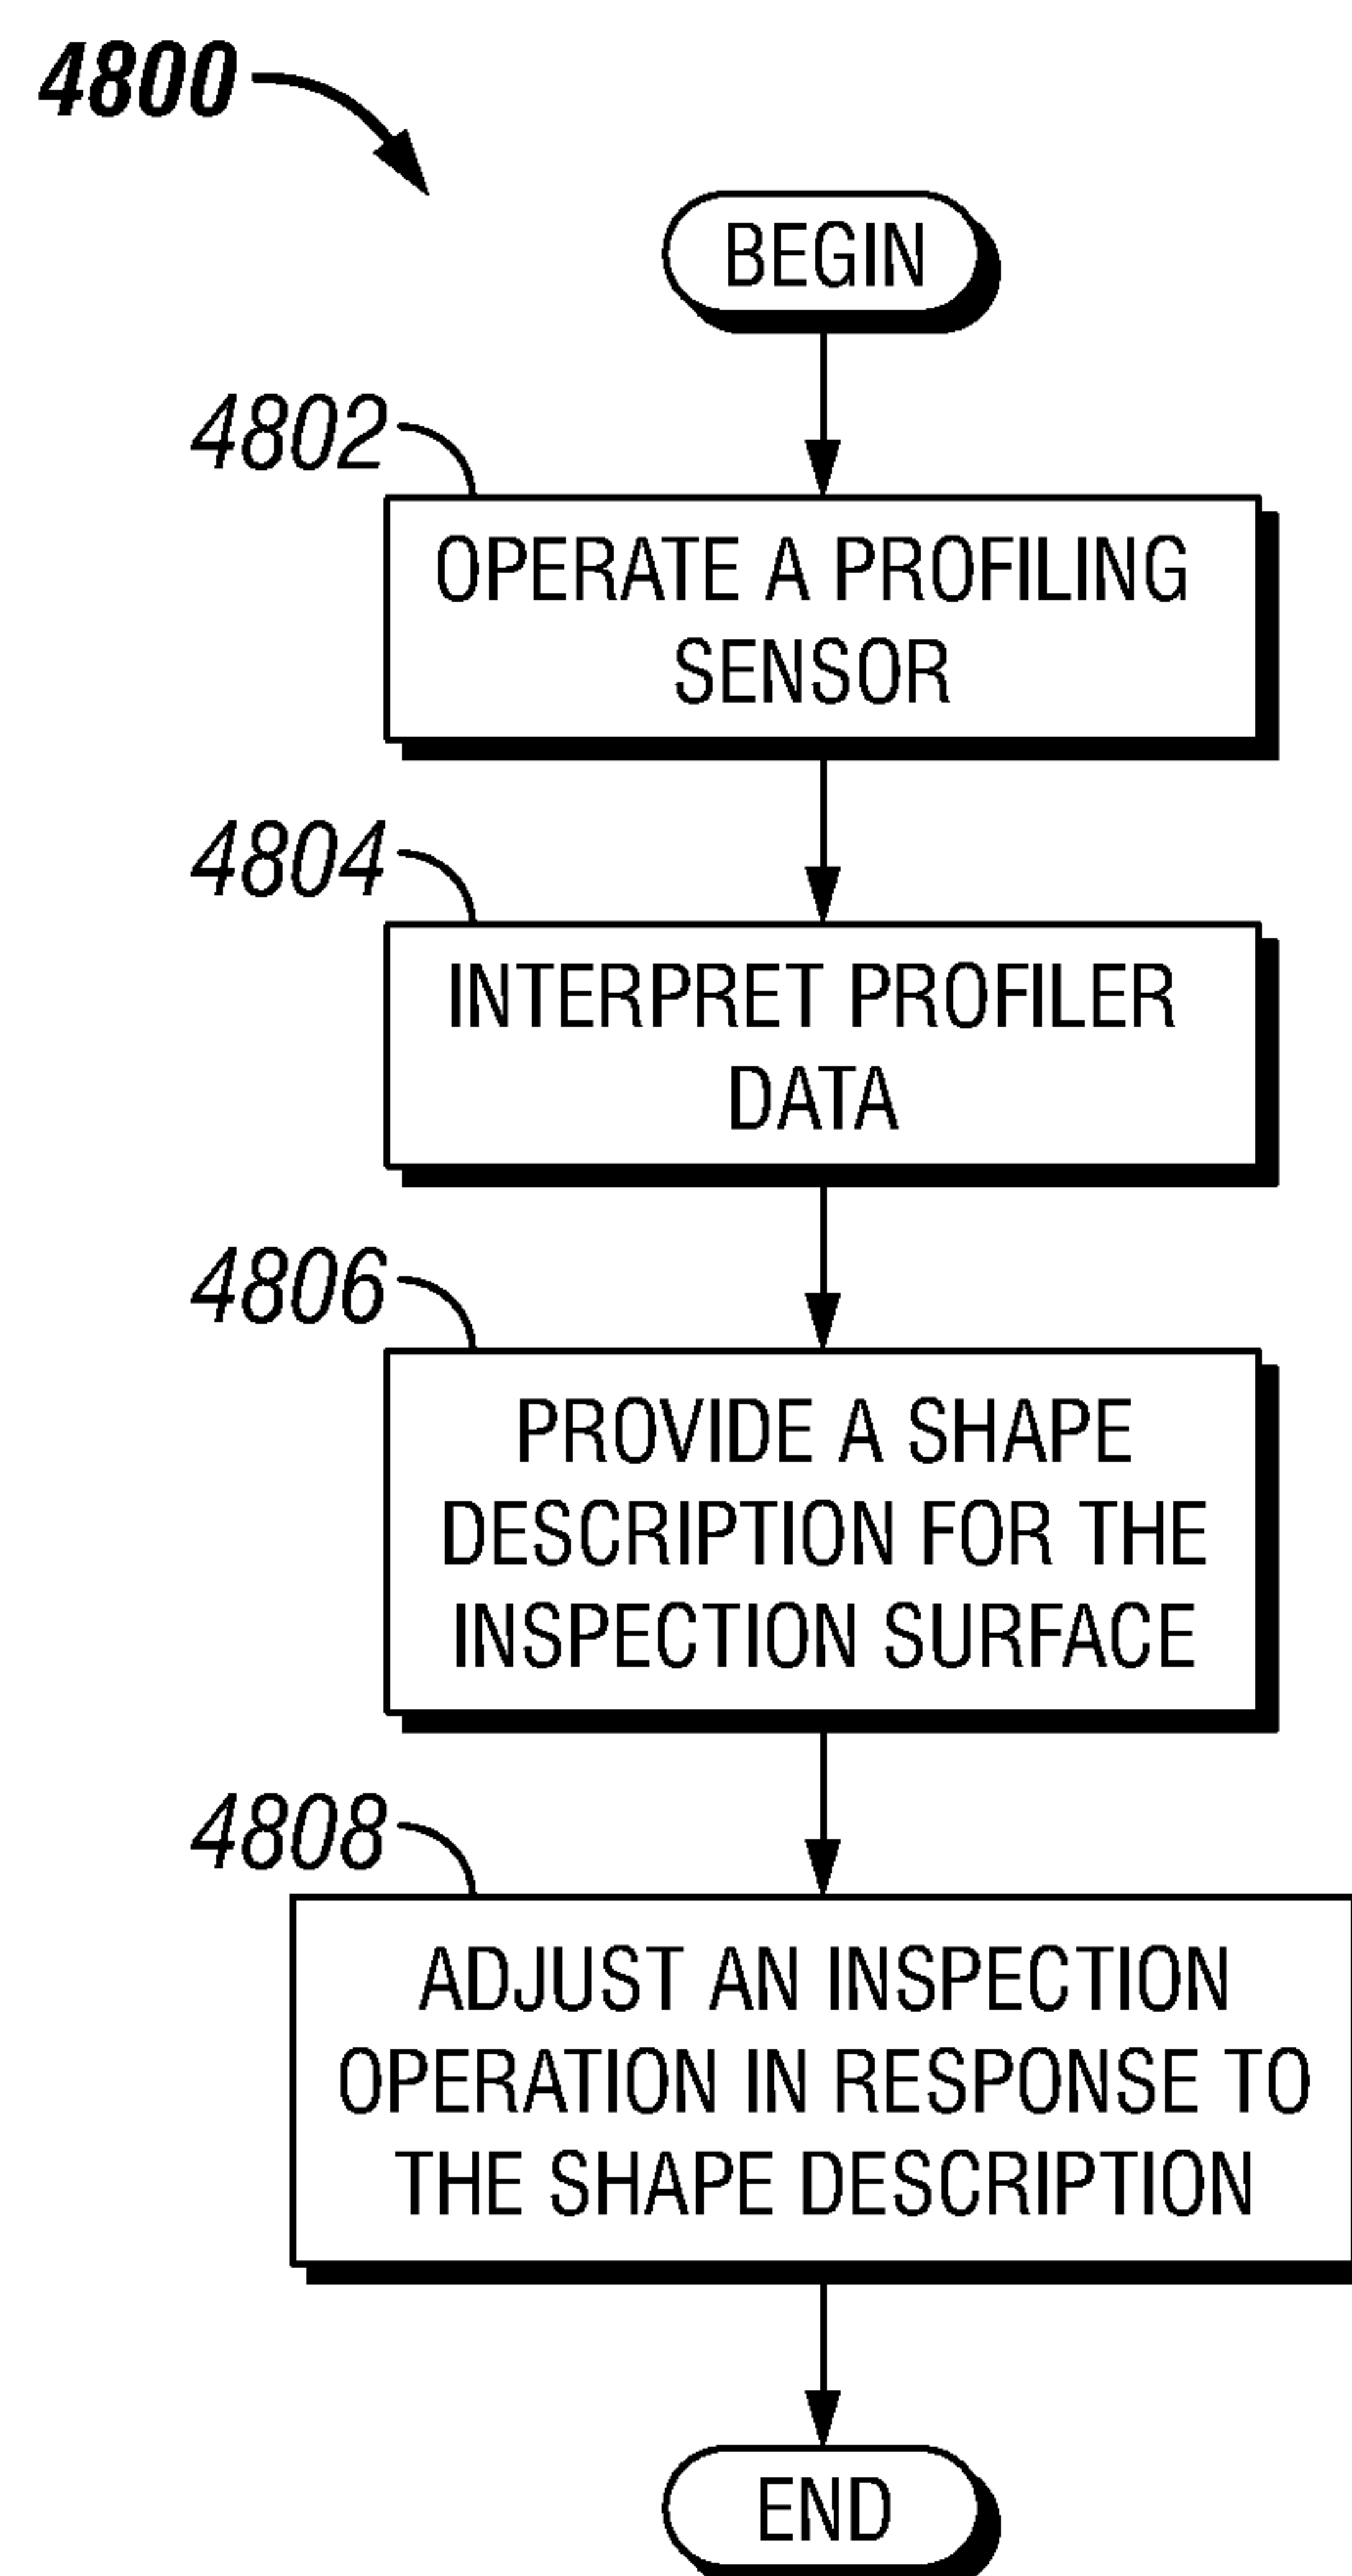 4800
BEGIN
4802
OPERATE A PROFILING
SENSOR
4804
INTERPRET PROFILER
DATA
4806
PROVIDE A SHAPE
DESCRIPTION FOR THE
INSPECTION SURFACE
4808
ADJUST AN INSPECTION
OPERATION IN RESPONSE TO
THE SHAPE DESCRIPTION
END